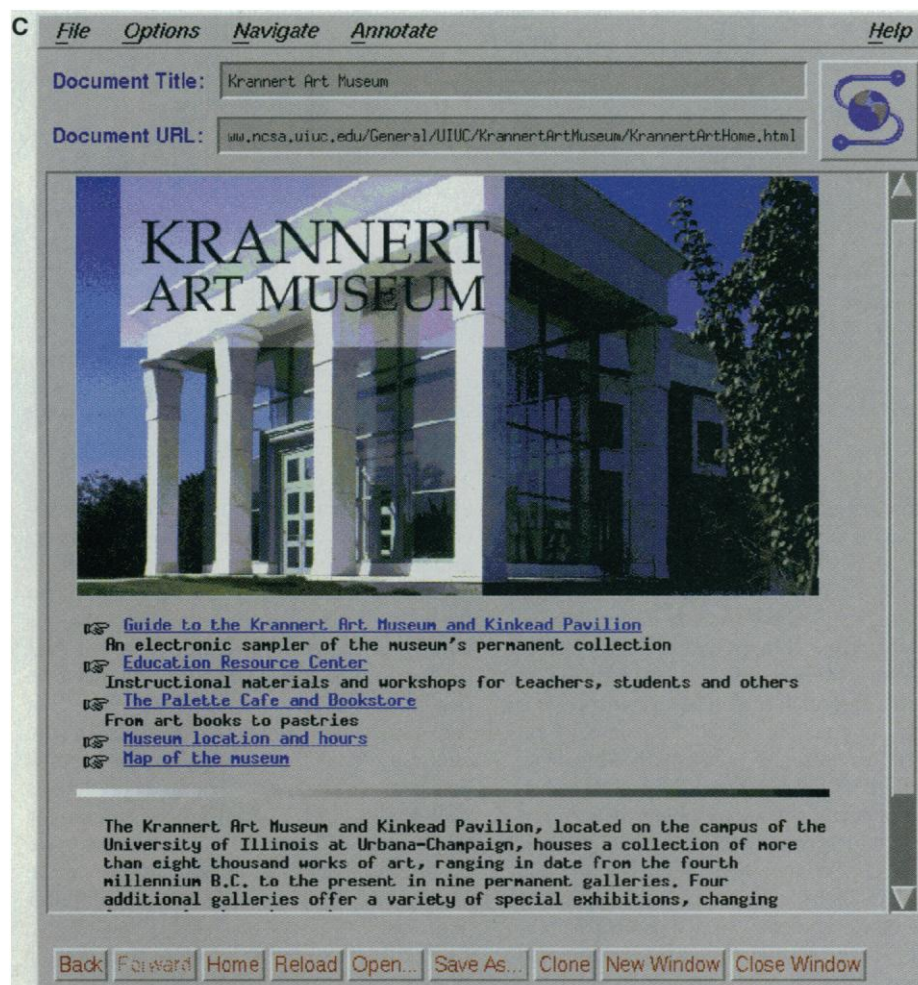 C
File Options Navigate Annotate Help
Document Title: Krannert Art Museum
Document URL: ww.ncsa.uiuc.edu/General/UIUC/KrannertArtMuseum/KrannertArtHome.html
KRANNERT
ART MUSEUM
Guide to the Krannert Art Museum and Kinkead Pavilion
An electronic sampler of the museum's permanent collection
Education Resource Center
Instructional materials and workshops for teachers, students and others
The Palette Cafe and Bookstore
From art books to pastries
Museum location and hours
Map of the museum
The Krannert Art Museum and Kinkead Pavilion, located on the campus of the
University of Illinois at Urbana-Champaign, houses a collection of more
than eight thousand works of art, ranging in date from the fourth
millennium B.C. to the present in nine permanent galleries. Four
additional galleries offer a variety of special exhibitions, changing
Back Forward Home Reload Open... Save As... Clone New Window Close Window